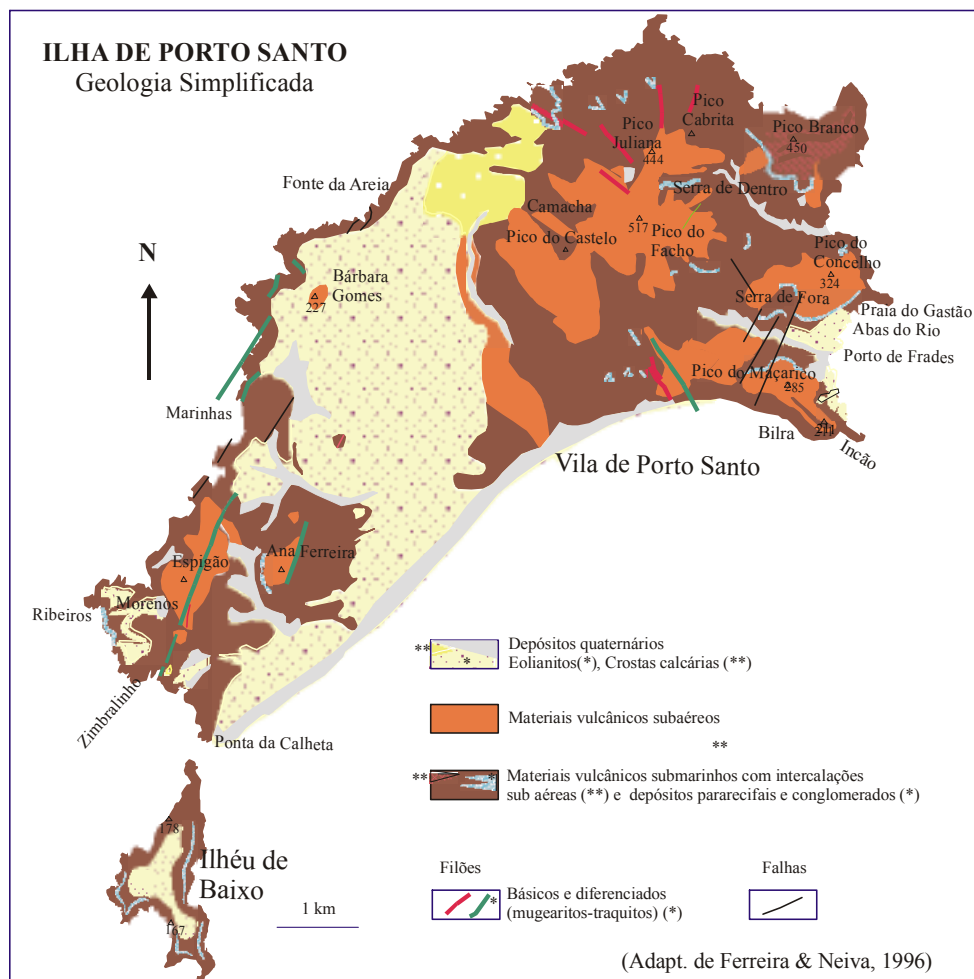 ILHA DE PORTO SANTO
Geologia Simplificada
Pico
Cabrita
Pico
Juliana
444
Pico Branco
450
Fonte da Areia
Serra de Dentro
Camacha
517
Pico do Castelo
Pico do
Facho
N
Pico do
Concelho
324
Bárbara
Gomes
227
Serra de Fora
Praia do Gastão
Abas do Rio
Porto de Frades
Pico do Maçarico
285
Marinhas
Bilra
Incão
Vila de Porto Santo
Espigão
Ana Ferreira
Morenos
Ribeiros
Zimbralinho
Ponta da Calheta
** *
Depósitos quaternários
Eolianitos(*), Crostas calcárias (**)
Materiais vulcânicos subaéreos
**
** *
Materiais vulcânicos submarinhos com intercalações
sub aéreas (**) e depósitos pararecifais e conglomerados (*)
178
Ilhéu de
Baixo
167
1 km
Filões
Falhas
*
Básicos e diferenciados
(mugearitos-traquitos) (*)
(Adapt. de Ferreira & Neiva, 1996)